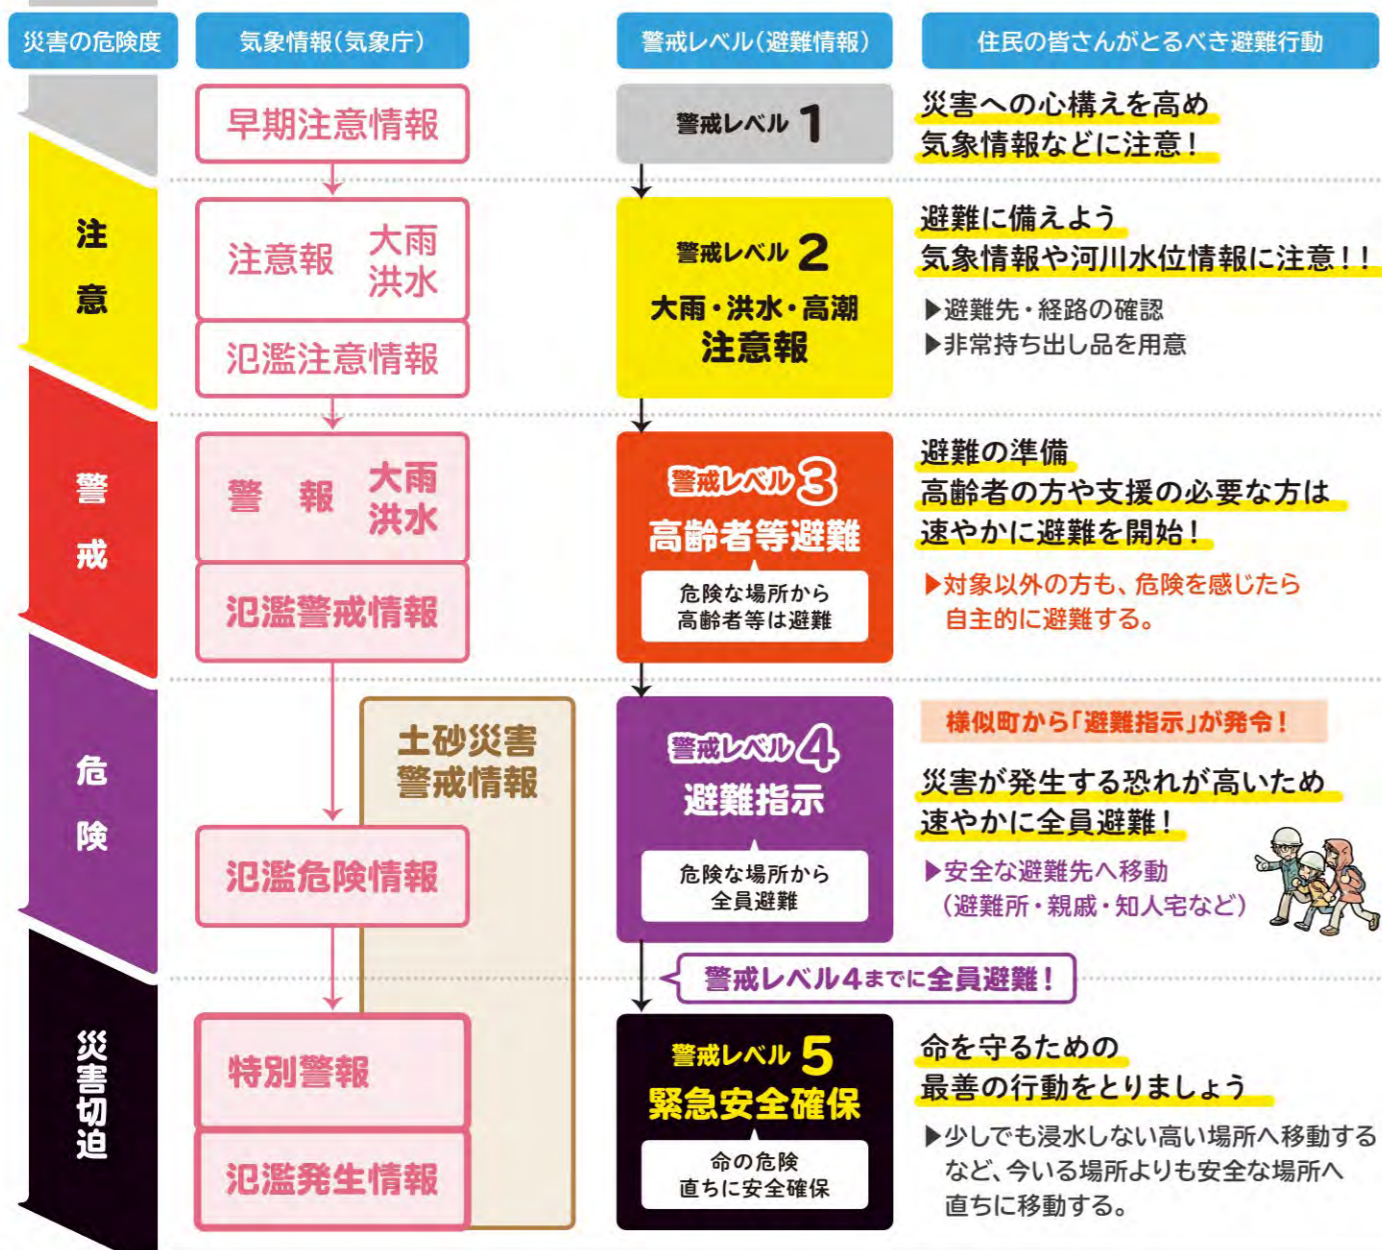 災害の危険度
気象情報(気象庁)
警戒レベル(避難情報)
住民の皆さんがとるべき避難行動
早期注意情報
警戒レベル 1
災害への心構えを高め
気象情報などに注意!
注意
注意報 大雨
洪水
氾濫注意情報
警戒レベル 2
大雨・洪水・高潮
注意報
避難に備えよう
気象情報や河川水位情報に注意!!
▶避難先・経路の確認
▶非常持ち出し品を用意
警戒
警 報 大雨
洪水
氾濫警戒情報
警戒レベル 3
高齢者等避難
危険な場所から
高齢者等は避難
避難の準備
高齢者の方や支援の必要な方は
速やかに避難を開始!
▶対象以外の方も、危険を感じたら
自主的に避難する。
危険
土砂災害
警戒情報
氾濫危険情報
警戒レベル 4
避難指示
危険な場所から
全員避難
様似町から「避難指示」が発令!
災害が発生する恐れが高いため
速やかに全員避難!
▶安全な避難先へ移動
(避難所・親戚・知人宅など)
警戒レベル4までに全員避難!
災害切迫
特別警報
氾濫発生情報
警戒レベル 5
緊急安全確保
命の危険
直ちに安全確保
命を守るための
最善の行動をとりましょう
▶少しでも浸水しない高い場所へ移動する
など、今いる場所よりも安全な場所へ
直ちに移動する。